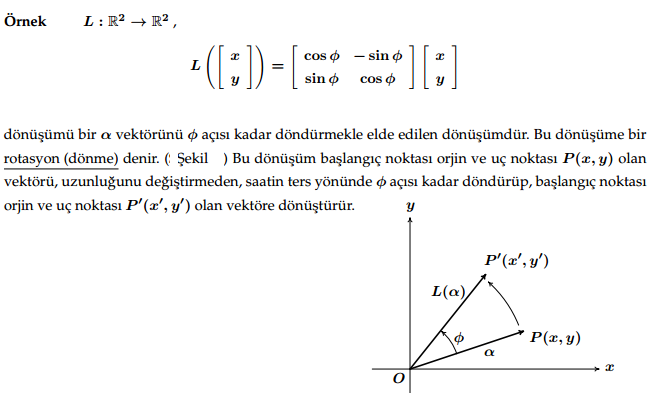 Örnek L : ℝ² → ℝ² ,
L ( [ x y ] ) = [ cos ϕ − sin ϕ sin ϕ cos ϕ ] [ x y ]
dönüşümü bir α vektörünü ϕ açısı kadar döndürmekle elde edilen dönüşümdür. Bu dönüşüme bir
rotasyon (dönme) denir. (: Şekil ) Bu dönüşüm başlangıç noktası orjin ve uç noktası P(x, y) olan
vektörü, uzunluğunu değiştirmeden, saatin ters yönünde ϕ açısı kadar döndürüp, başlangıç noktası
orjin ve uç noktası P′(x′, y′) olan vektöre dönüştürür.
y
P′(x′, y′)
L(α)
ϕ
P(x, y)
α
x
O